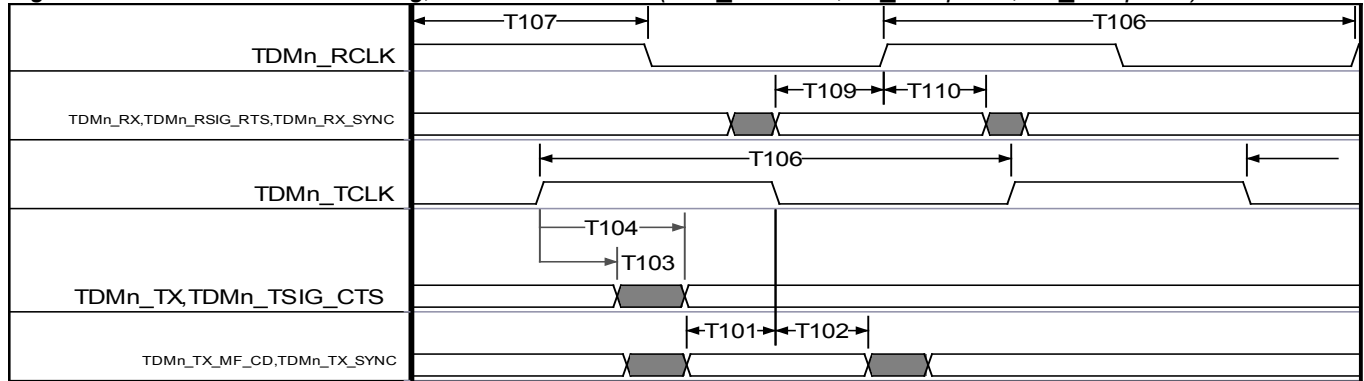 T107
T106
TDMn_RCLK
T109
T110
TDMn_RX,TDMn_RSIG_RTS,TDMn_RX_SYNC
T106
TDMn_TCLK
T104
T103
TDMn_TX,TDMn_TSIG_CTS
T101
T102
TDMn_TX_MF_CD,TDMn_TX_SYNC